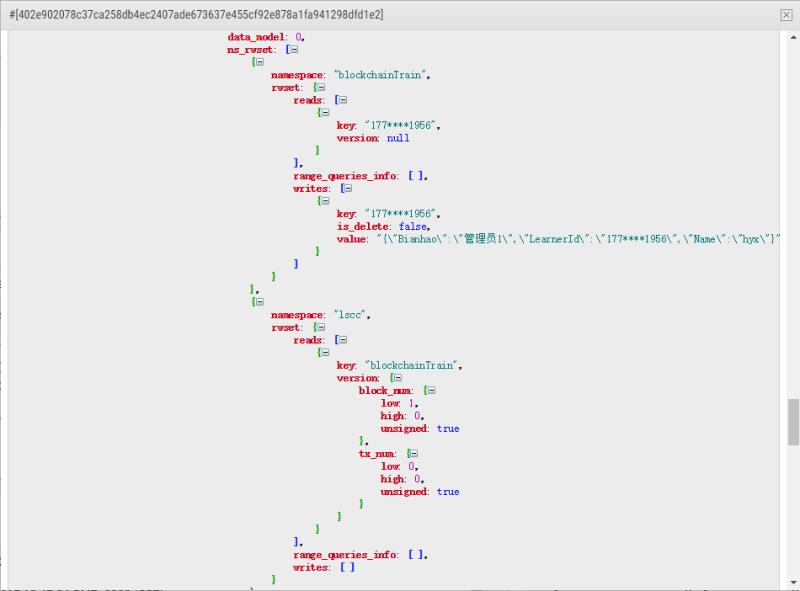 #[402e902078c37ca258db4ec2407ade673637e455cf92e878a1fa941298dfd1e2]
data_model: 0,
ns_rwset: [
{
namespace: "blockchainTrain",
rwset: {
reads: [
{
key: "177****1956",
version: null
}
],
range_queries_info: [ ],
writes: [
{
key: "177****1956",
is_delete: false,
value: "{\"Bianhao\":\"管理员1\",\"LearnerId\":\"177****1956\",\"Name\":\"hyx\"}"
}
]
}
},
{
namespace: "lscc",
rwset: {
reads: [
{
key: "blockchainTrain",
version: {
block_num: {
low: 1,
high: 0,
unsigned: true
},
tx_num: {
low: 0,
high: 0,
unsigned: true
}
}
}
],
range_queries_info: [ ],
writes: [ ]
}